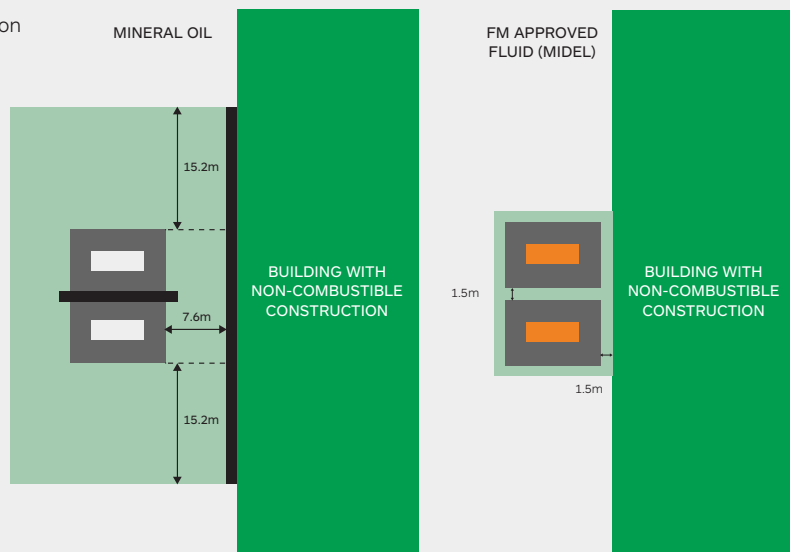 on
MINERAL OIL
15.2m
7.6m
15.2m
BUILDING WITH
NON-COMBUSTIBLE
CONSTRUCTION
FM APPROVED
FLUID (MIDEL)
1.5m
1.5m
BUILDING WITH
NON-COMBUSTIBLE
CONSTRUCTION